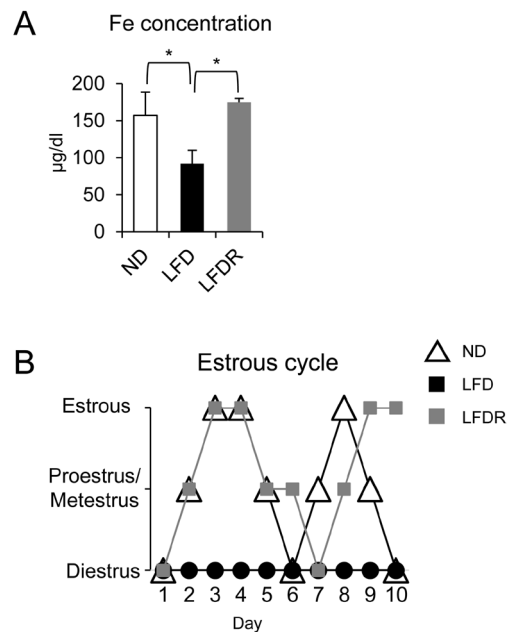 A
Fe concentration
*
*
200
150
100
50
0
µg/dl
ND
LFD
LFDR
B
Estrous cycle
ND
LFD
LFDR
Estrous
Proestrus/
Metestrus
Diestrus
1 2 3 4 5 6 7 8 9 10
Day